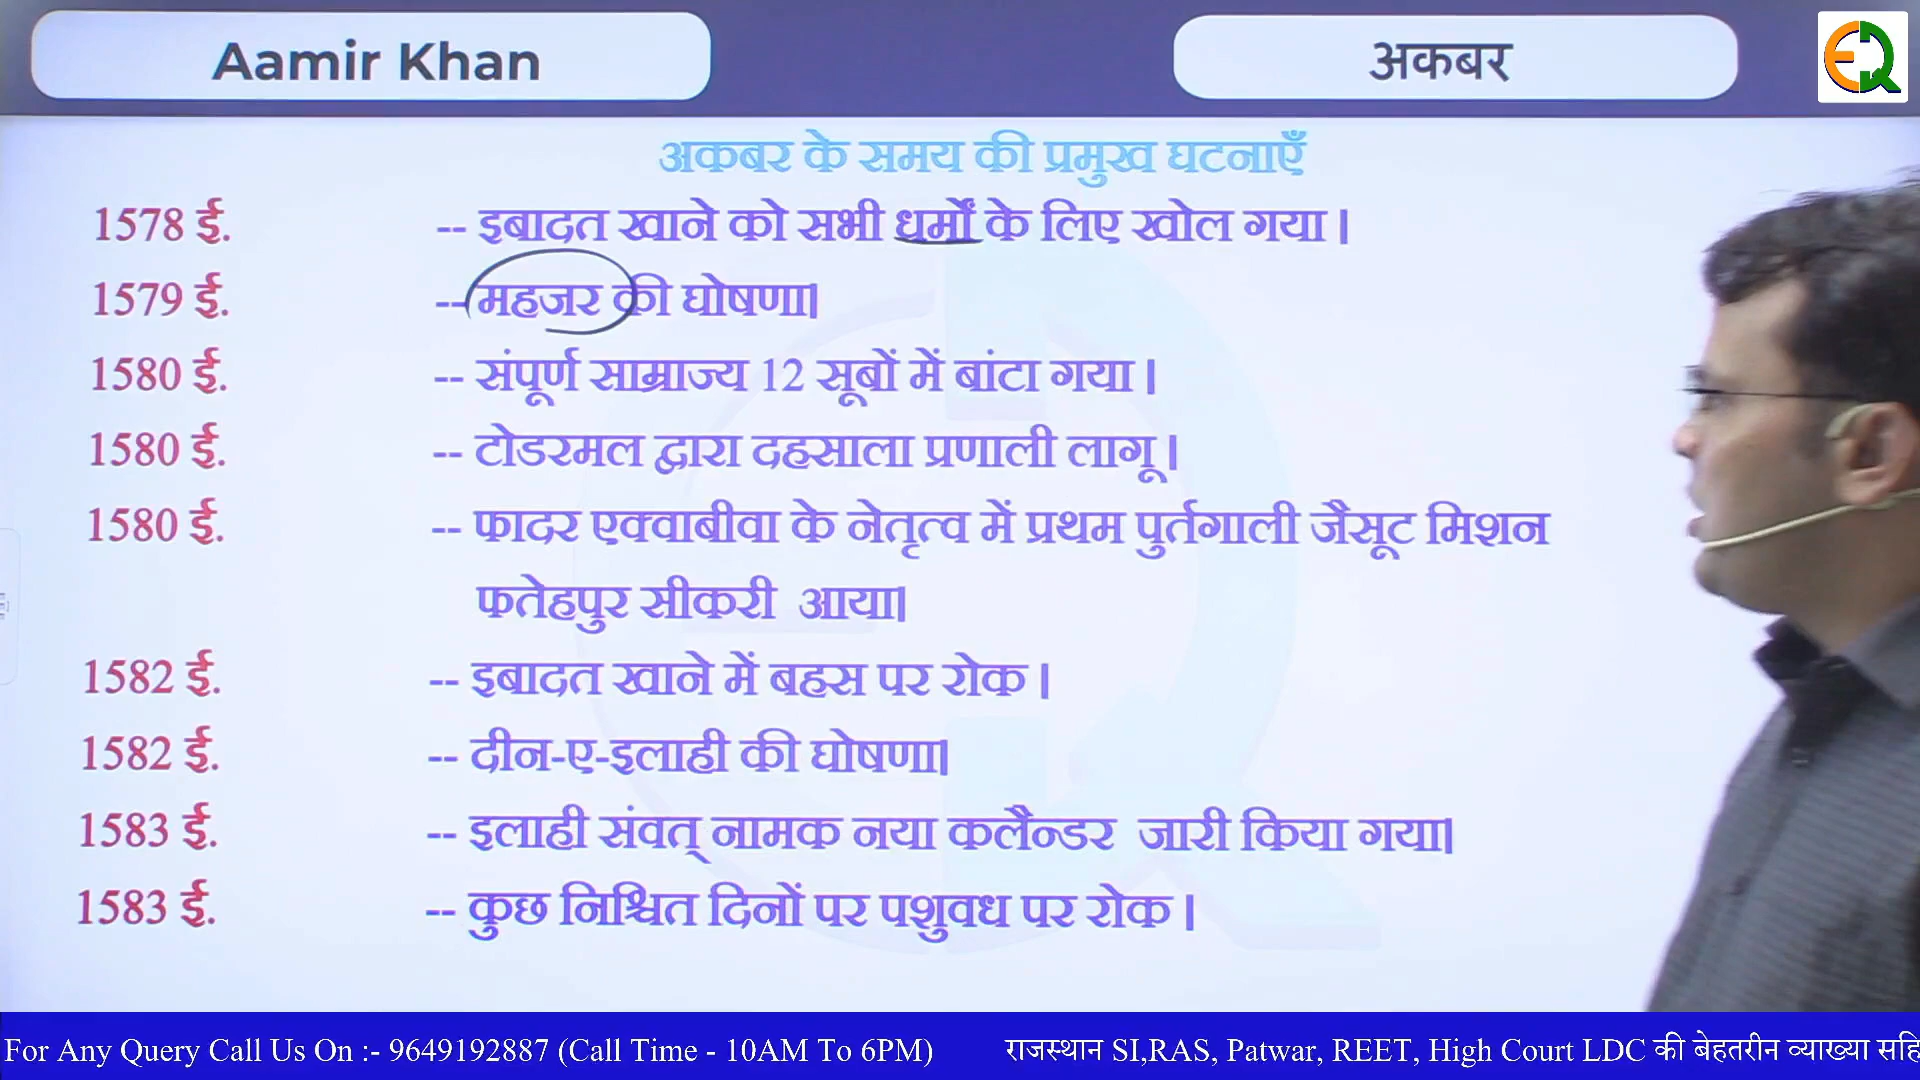 Aamir Khan
अकबर
EQ
अकबर के समय की प्रमुख घटनाएँ
1578 ई. -- इबादत खाने को सभी धर्मों के लिए खोल गया।
1579 ई. -- महजर की घोषणा।
1580 ई. -- संपूर्ण साम्राज्य 12 सूबों में बांटा गया।
1580 ई. -- टोडरमल द्वारा दहसाला प्रणाली लागू।
1580 ई. -- फादर एक्वाबीवा के नेतृत्व में प्रथम पुर्तगाली जैसूट मिशन
फतेहपुर सीकरी आया।
1582 ई. -- इबादत खाने में बहस पर रोक।
1582 ई. -- दीन-ए-इलाही की घोषणा।
1583 ई. -- इलाही संवत् नामक नया कलैन्डर जारी किया गया।
1583 ई. -- कुछ निश्चित दिनों पर पशुवध पर रोक।
For Any Query Call Us On :- 9649192887 (Call Time - 10AM To 6PM) राजस्थान SI,RAS, Patwar, REET, High Court LDC की बेहतरीन व्याख्या सहि